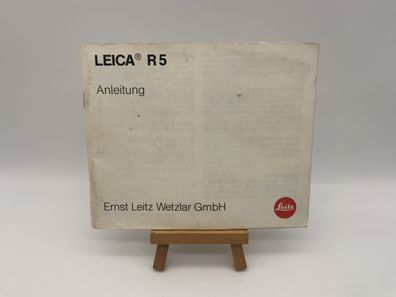 LEICA® R5
Anleitung
Ernst Leitz Wetzlar GmbH
Leitz